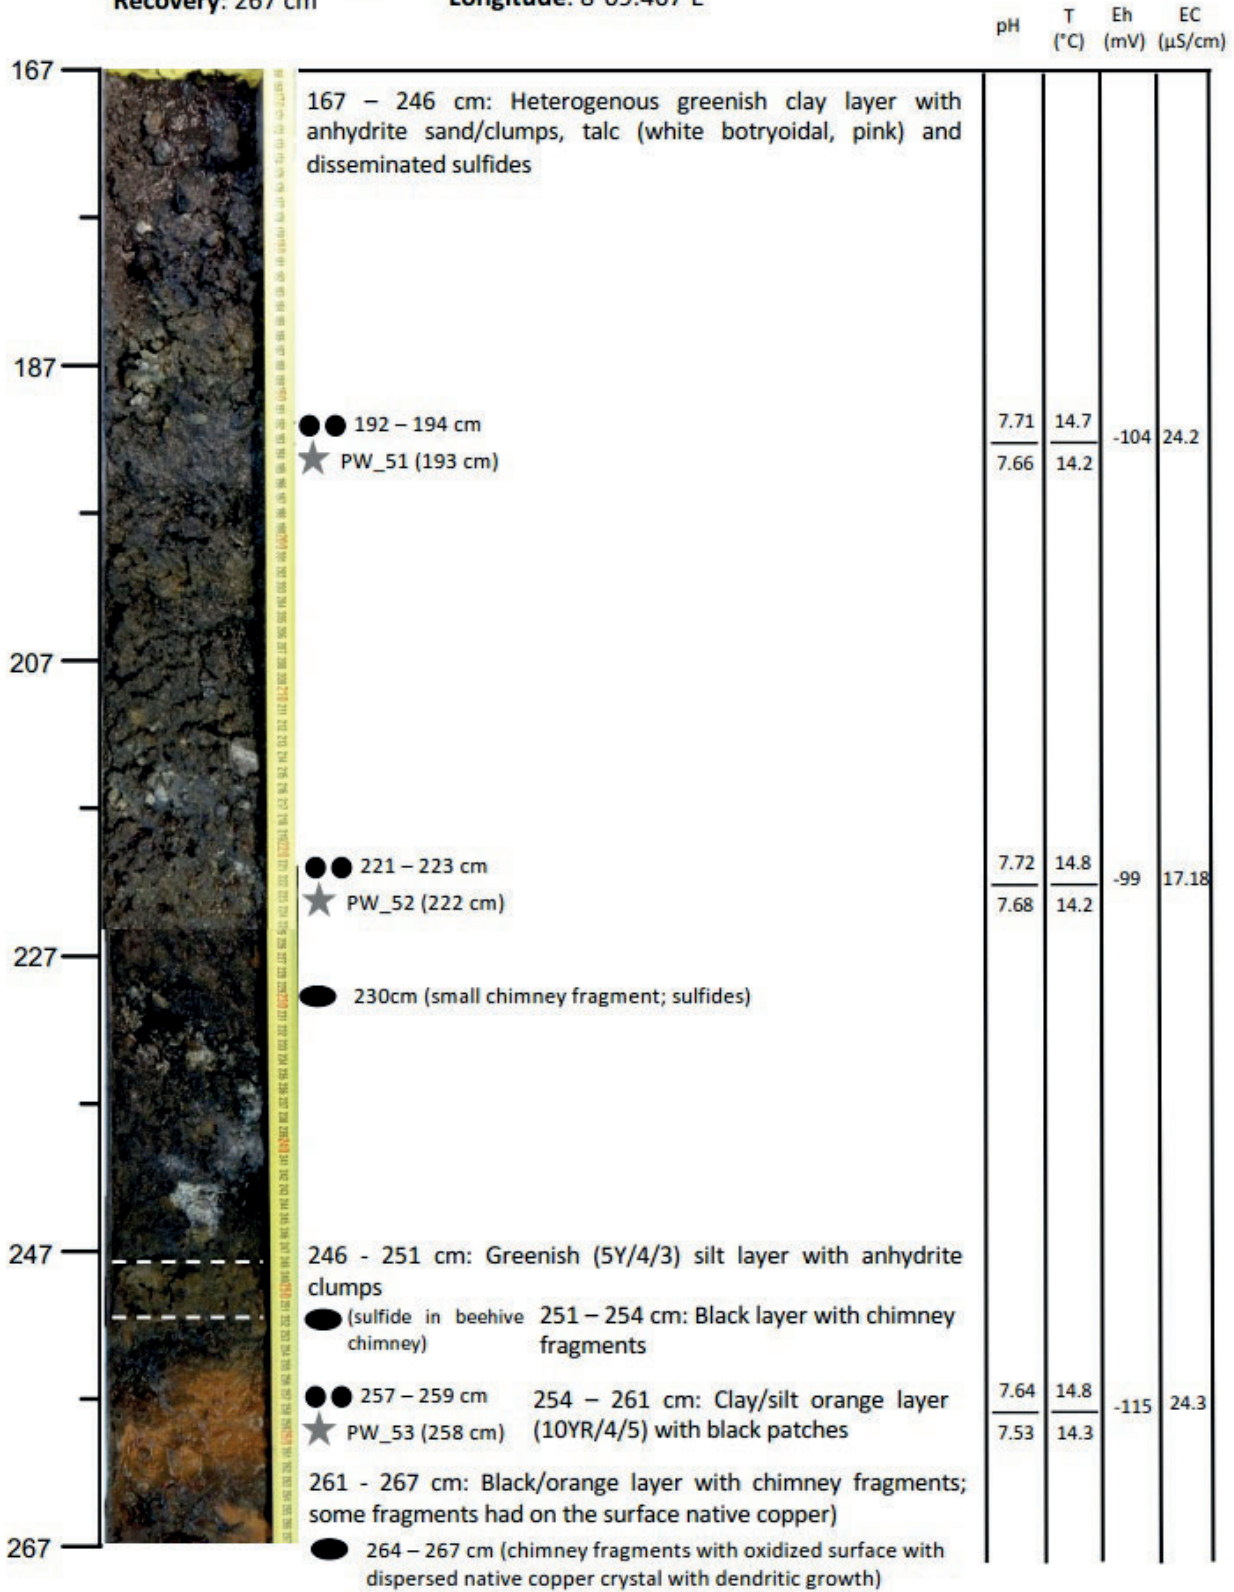 Recovery: 267 cm
Longitude: 8°09.407'E
pH T Eh EC
(°C) (mV) (µS/cm)
167
167 – 246 cm: Heterogenous greenish clay layer with
anhydrite sand/clumps, talc (white botryoidal, pink) and
disseminated sulfides
187
192 – 194 cm
7.71 14.7
-104 24.2
PW_51 (193 cm)
7.66 14.2
207
221 – 223 cm
7.72 14.8
-99 17.18
PW_52 (222 cm)
7.68 14.2
227
230cm (small chimney fragment; sulfides)
247
246 - 251 cm: Greenish (5Y/4/3) silt layer with anhydrite
clumps
(sulfide in beehive
chimney)
251 – 254 cm: Black layer with chimney
fragments
257 – 259 cm
PW_53 (258 cm)
254 – 261 cm: Clay/silt orange layer
(10YR/4/5) with black patches
7.64 14.8
-115 24.3
7.53 14.3
261 - 267 cm: Black/orange layer with chimney fragments;
some fragments had on the surface native copper)
267
264 – 267 cm (chimney fragments with oxidized surface with
dispersed native copper crystal with dendritic growth)